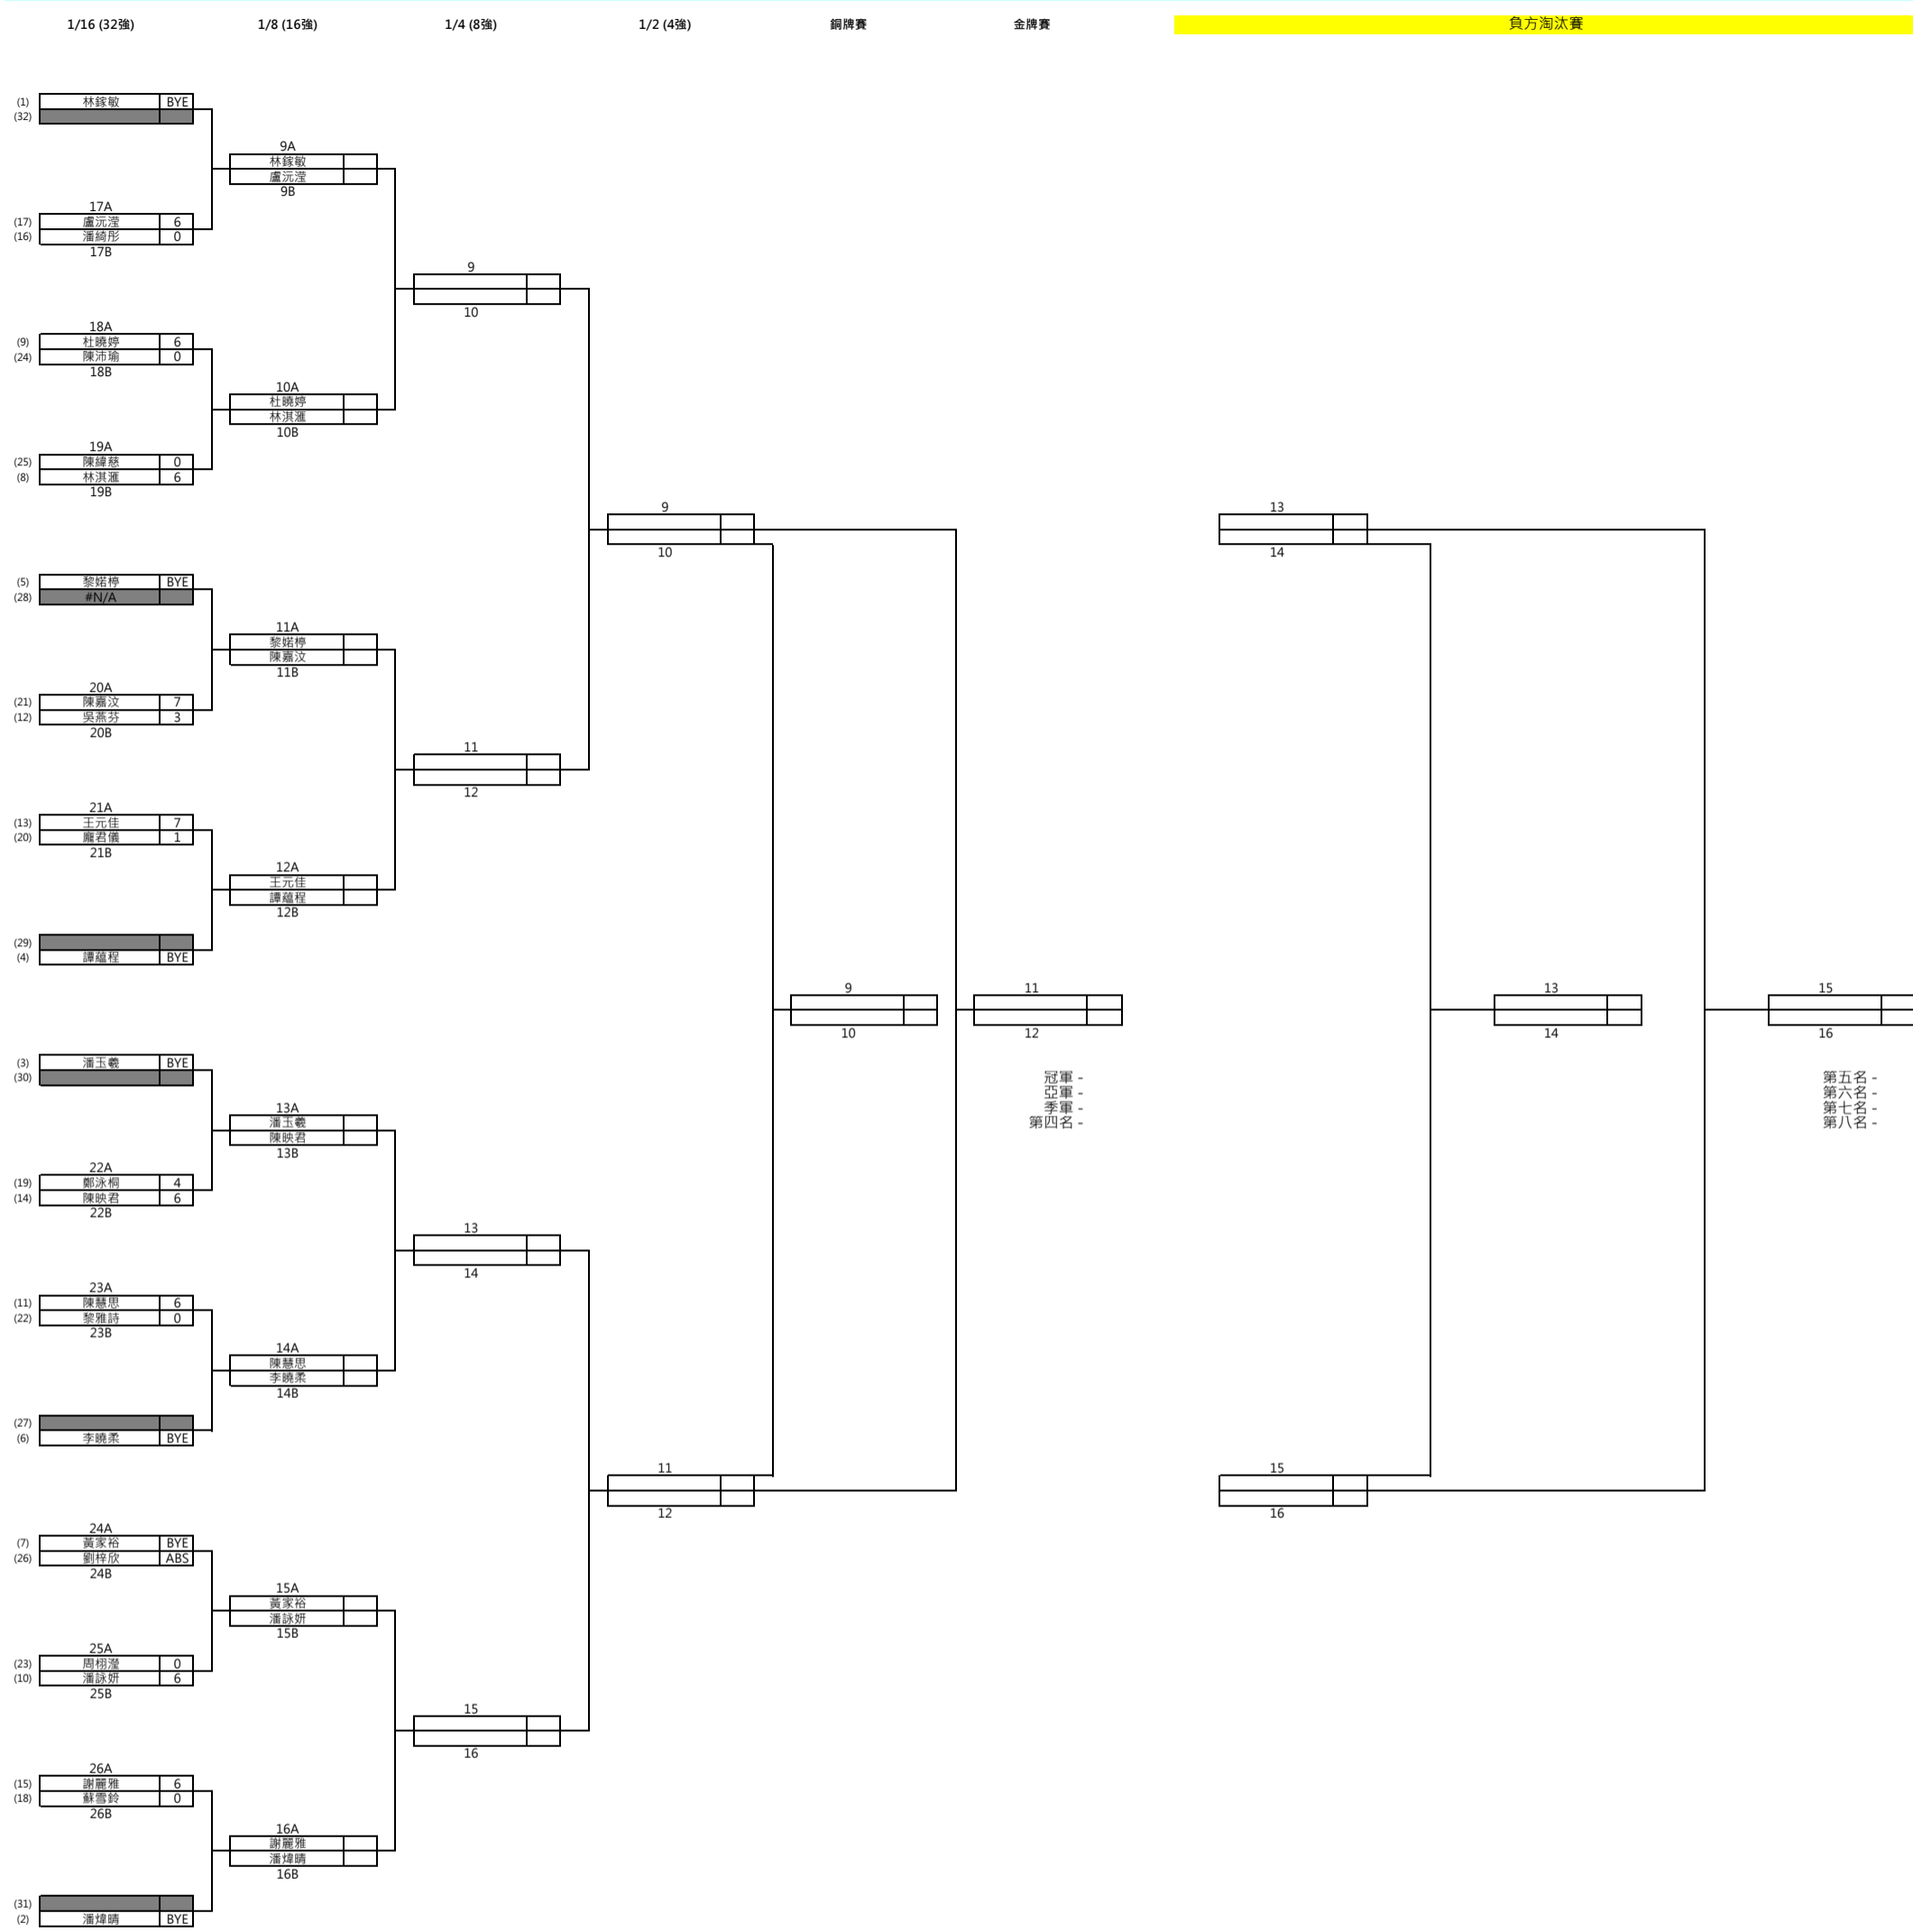 1/16 (32強) 1/8 (16強) 1/4 (8強) 1/2 (4強) 銅牌賽 金牌賽 負方淘汰賽
(1) 林鎵敏 BYE
(32)
9A
林鎵敏
盧沅滢
9B
17A
(17) 盧沅滢 6
(16) 潘綺彤 0
17B
9
10
18A
(9) 杜曉婷 6
(24) 陳沛瑜 0
18B
10A
杜曉婷
林淇滙
10B
19A
(25) 陳緯慈 0
(8) 林淇滙 6
19B
9 13
10 14
(5) 黎婼楟 BYE
(28) #N/A
11A
黎婼楟
陳嘉汶
11B
20A
(21) 陳嘉汶 7
(12) 吳燕芬 3
20B
11
12
21A
(13) 王元佳 7
(20) 龐君儀 1
21B
12A
王元佳
譚蘊程
12B
(29)
(4) 譚蘊程 BYE
9 11 13 15
10 12 14 16
(3) 潘玉羲 BYE
(30)
冠軍 - 第五名 -
亞軍 - 第六名 -
季軍 - 第七名 -
第四名 - 第八名 -
13A
潘玉羲
陳映君
13B
22A
(19) 鄭泳桐 4
(14) 陳映君 6
22B
13
14
23A
(11) 陳慧思 6
(22) 黎雅詩 0
23B
14A
陳慧思
李曉柔
14B
(27)
(6) 李曉柔 BYE
11 15
12 16
24A
(7) 黃家裕 BYE
(26) 劉梓欣 ABS
24B
15A
黃家裕
潘詠妍
15B
25A
(23) 周栩瀅 0
(10) 潘詠妍 6
25B
15
16
26A
(15) 謝麗雅 6
(18) 蘇雪鈴 0
26B
16A
謝麗雅
潘煒晴
16B
(31)
(2) 潘煒晴 BYE